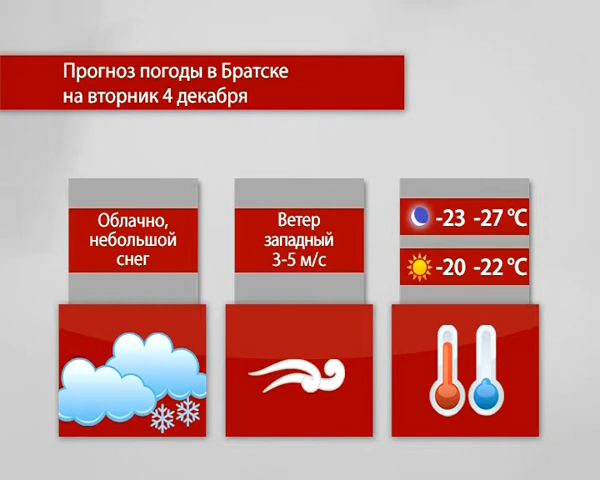 Прогноз погоды в Братске
на вторник 4 декабря
Облачно,
небольшой
снег
Ветер
западный
3-5 м/с
-23 -27 °С
-20 -22 °С